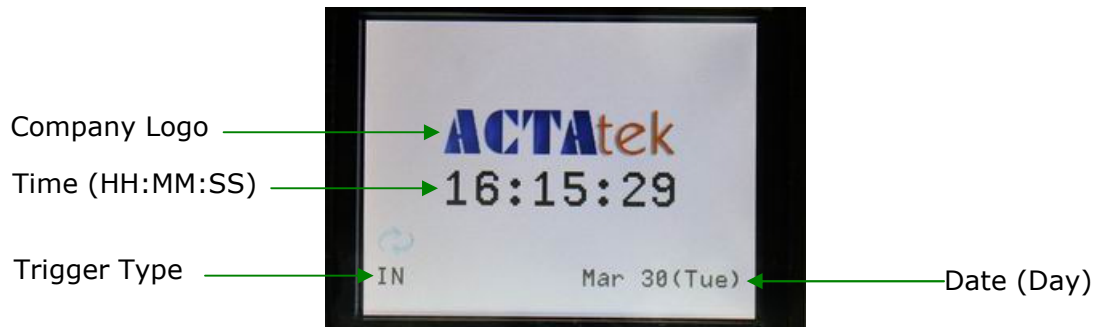 Company Logo
ACTAtek
Time (HH:MM:SS)
16:15:29
Trigger Type
IN
Mar 30(Tue)
Date (Day)